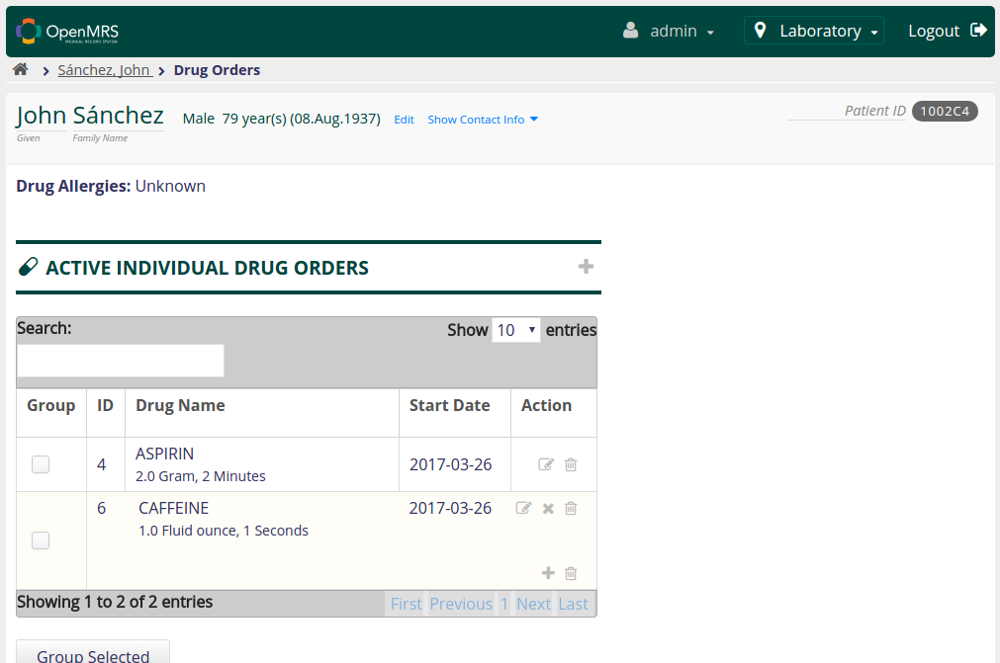 OpenMRS
MEDICAL RECORD SYSTEM
admin
Laboratory
Logout
Sánchez, John
Drug Orders
John Sánchez
Given
Family Name
Male 79 year(s) (08.Aug.1937)
Edit
Show Contact Info
Patient ID
1002C4
Drug Allergies: Unknown
ACTIVE INDIVIDUAL DRUG ORDERS
Search:
Show 10 entries
Group ID Drug Name Start Date Action
4 ASPIRIN 2017-03-26
2.0 Gram, 2 Minutes
6 CAFFEINE 2017-03-26
1.0 Fluid ounce, 1 Seconds
Showing 1 to 2 of 2 entries
First Previous 1 Next Last
Group Selected